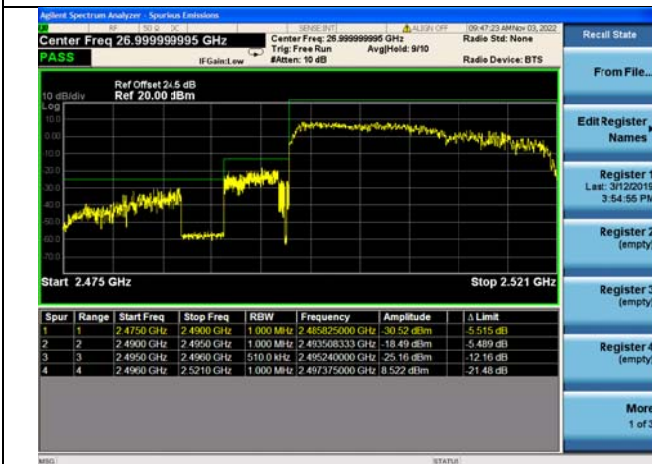 Agilent Spectrum Analyzer - Spurious Emissions
RF 50 Ω DC SENSE:INT ALIGN OFF 09:47:23 AM Nov 03, 2022
Center Freq 26.999999995 GHz
Center Freq: 26.999999995 GHz
Radio Std: None
Trig: Free Run Avg|Hold: 9/10
PASS
IFGain:Low
#Atten: 10 dB
Radio Device: BTS
Ref Offset 24.5 dB
10 dB/div Ref 20.00 dBm
Log
10.0
0.00
-10.0
-20.0
-30.0
-40.0
-50.0
-60.0
-70.0
Start 2.475 GHz Stop 2.521 GHz
Spur Range Start Freq Stop Freq RBW Frequency Amplitude Δ Limit
1 1 2.4750 GHz 2.4900 GHz 1.000 MHz 2.485825000 GHz -30.52 dBm -5.515 dB
2 2 2.4900 GHz 2.4950 GHz 1.000 MHz 2.493508333 GHz -18.49 dBm -5.489 dB
3 3 2.4950 GHz 2.4960 GHz 510.0 kHz 2.495240000 GHz -25.16 dBm -12.16 dB
4 4 2.4960 GHz 2.5210 GHz 1.000 MHz 2.497375000 GHz 8.522 dBm -21.48 dB
MSG STATUS
Recall State
From File...
Edit Register
Names
Register 1
Last: 3/12/2019
3:54:55 PM
Register 2
(empty)
Register 3
(empty)
Register 4
(empty)
More
1 of 3